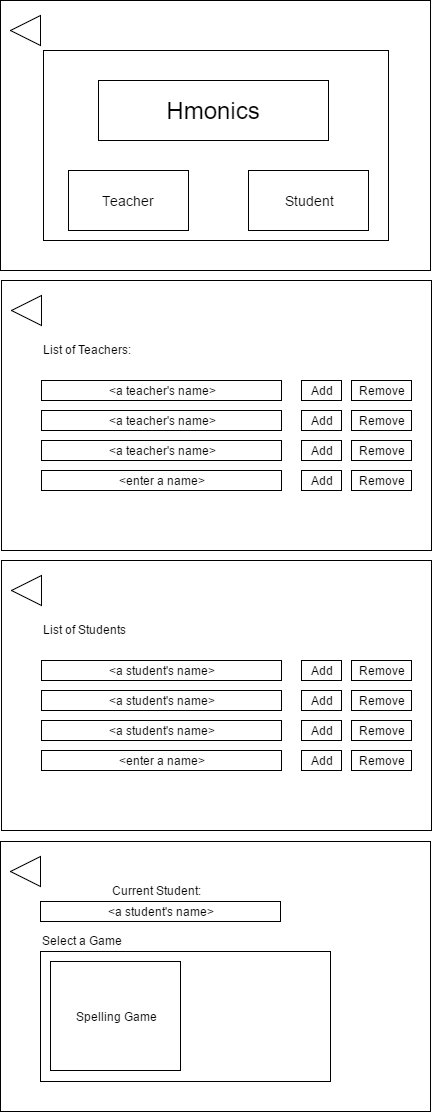 Hmonics
Teacher Student
List of Teachers:
<a teacher's name> Add Remove
<a teacher's name> Add Remove
<a teacher's name> Add Remove
<enter a name> Add Remove
List of Students
<a student's name> Add Remove
<a student's name> Add Remove
<a student's name> Add Remove
<enter a name> Add Remove
Current Student:
<a student's name>
Select a Game
Spelling Game